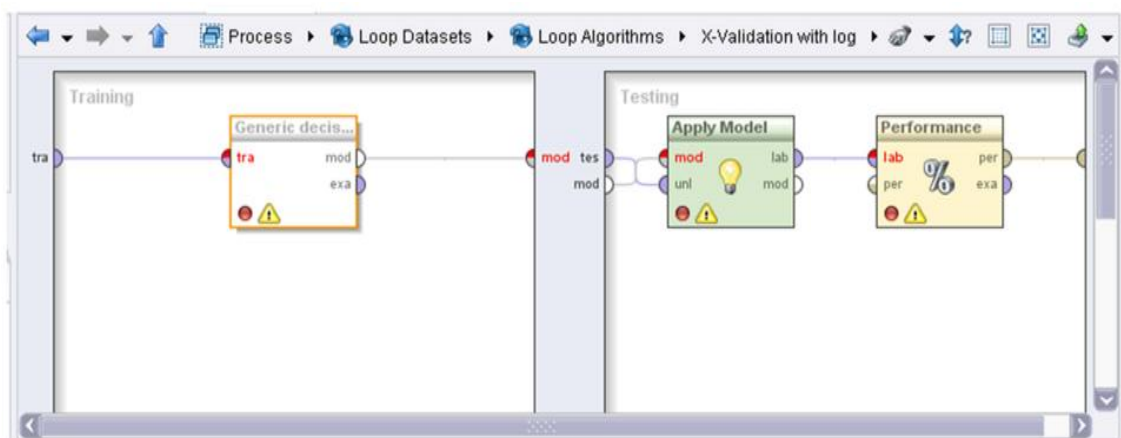 Process Loop Datasets Loop Algorithms X-Validation with log
Training
Testing
Generic decis...
Apply Model
Performance
tra
tra
mod
mod
tes
mod
lab
lab
per
exa
mod
unl
mod
per
%
exa